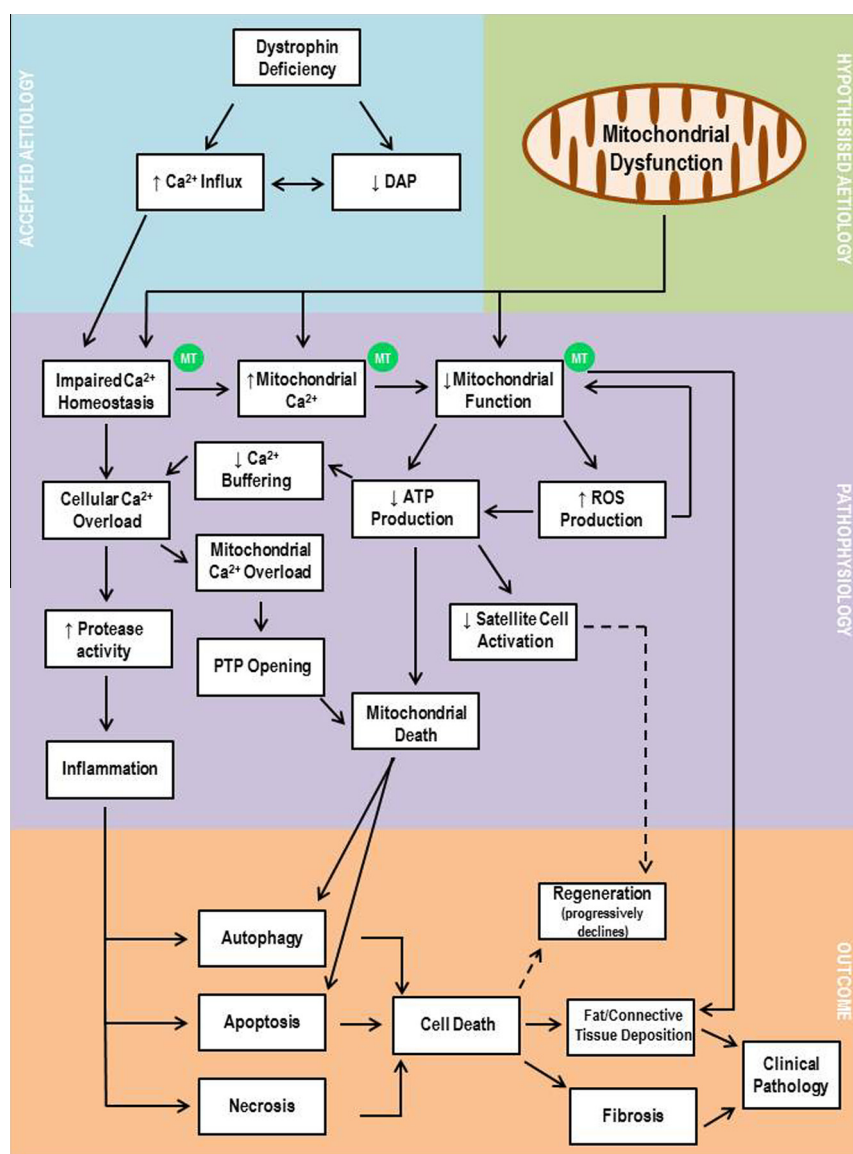 ACCEPTED AETIOLOGY
Dystrophin
Deficiency
↑ Ca²⁺ Influx
↓ DAP
HYPOTHESISED AETIOLOGY
Mitochondrial
Dysfunction
PATHOPHYSIOLOGY
MT
MT
MT
Impaired Ca²⁺
Homeostasis
↑Mitochondrial
Ca²⁺
↓Mitochondrial
Function
↓ Ca²⁺
Buffering
Cellular Ca²⁺
Overload
↓ ATP
Production
↑ ROS
Production
Mitochondrial
Ca²⁺ Overload
↑ Protease
activity
PTP Opening
↓ Satellite Cell
Activation
Mitochondrial
Death
Inflammation
OUTCOME
Regeneration
(progressively
declines)
Autophagy
Apoptosis
Cell Death
Fat/Connective
Tissue Deposition
Clinical
Pathology
Necrosis
Fibrosis